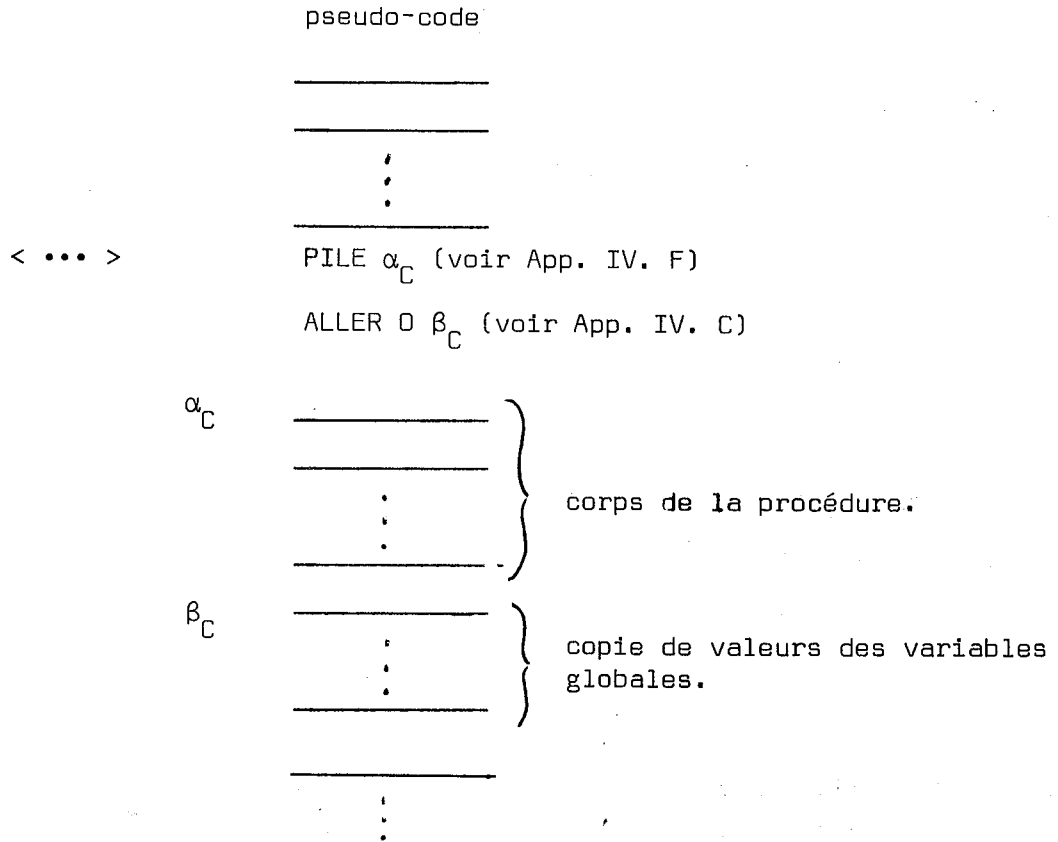 pseudo-code
< ••• > PILE α_C (voir App. IV. F)
ALLER O β_C (voir App. IV. C)
α_C
corps de la procédure.
β_C
copie de valeurs des variables
globales.